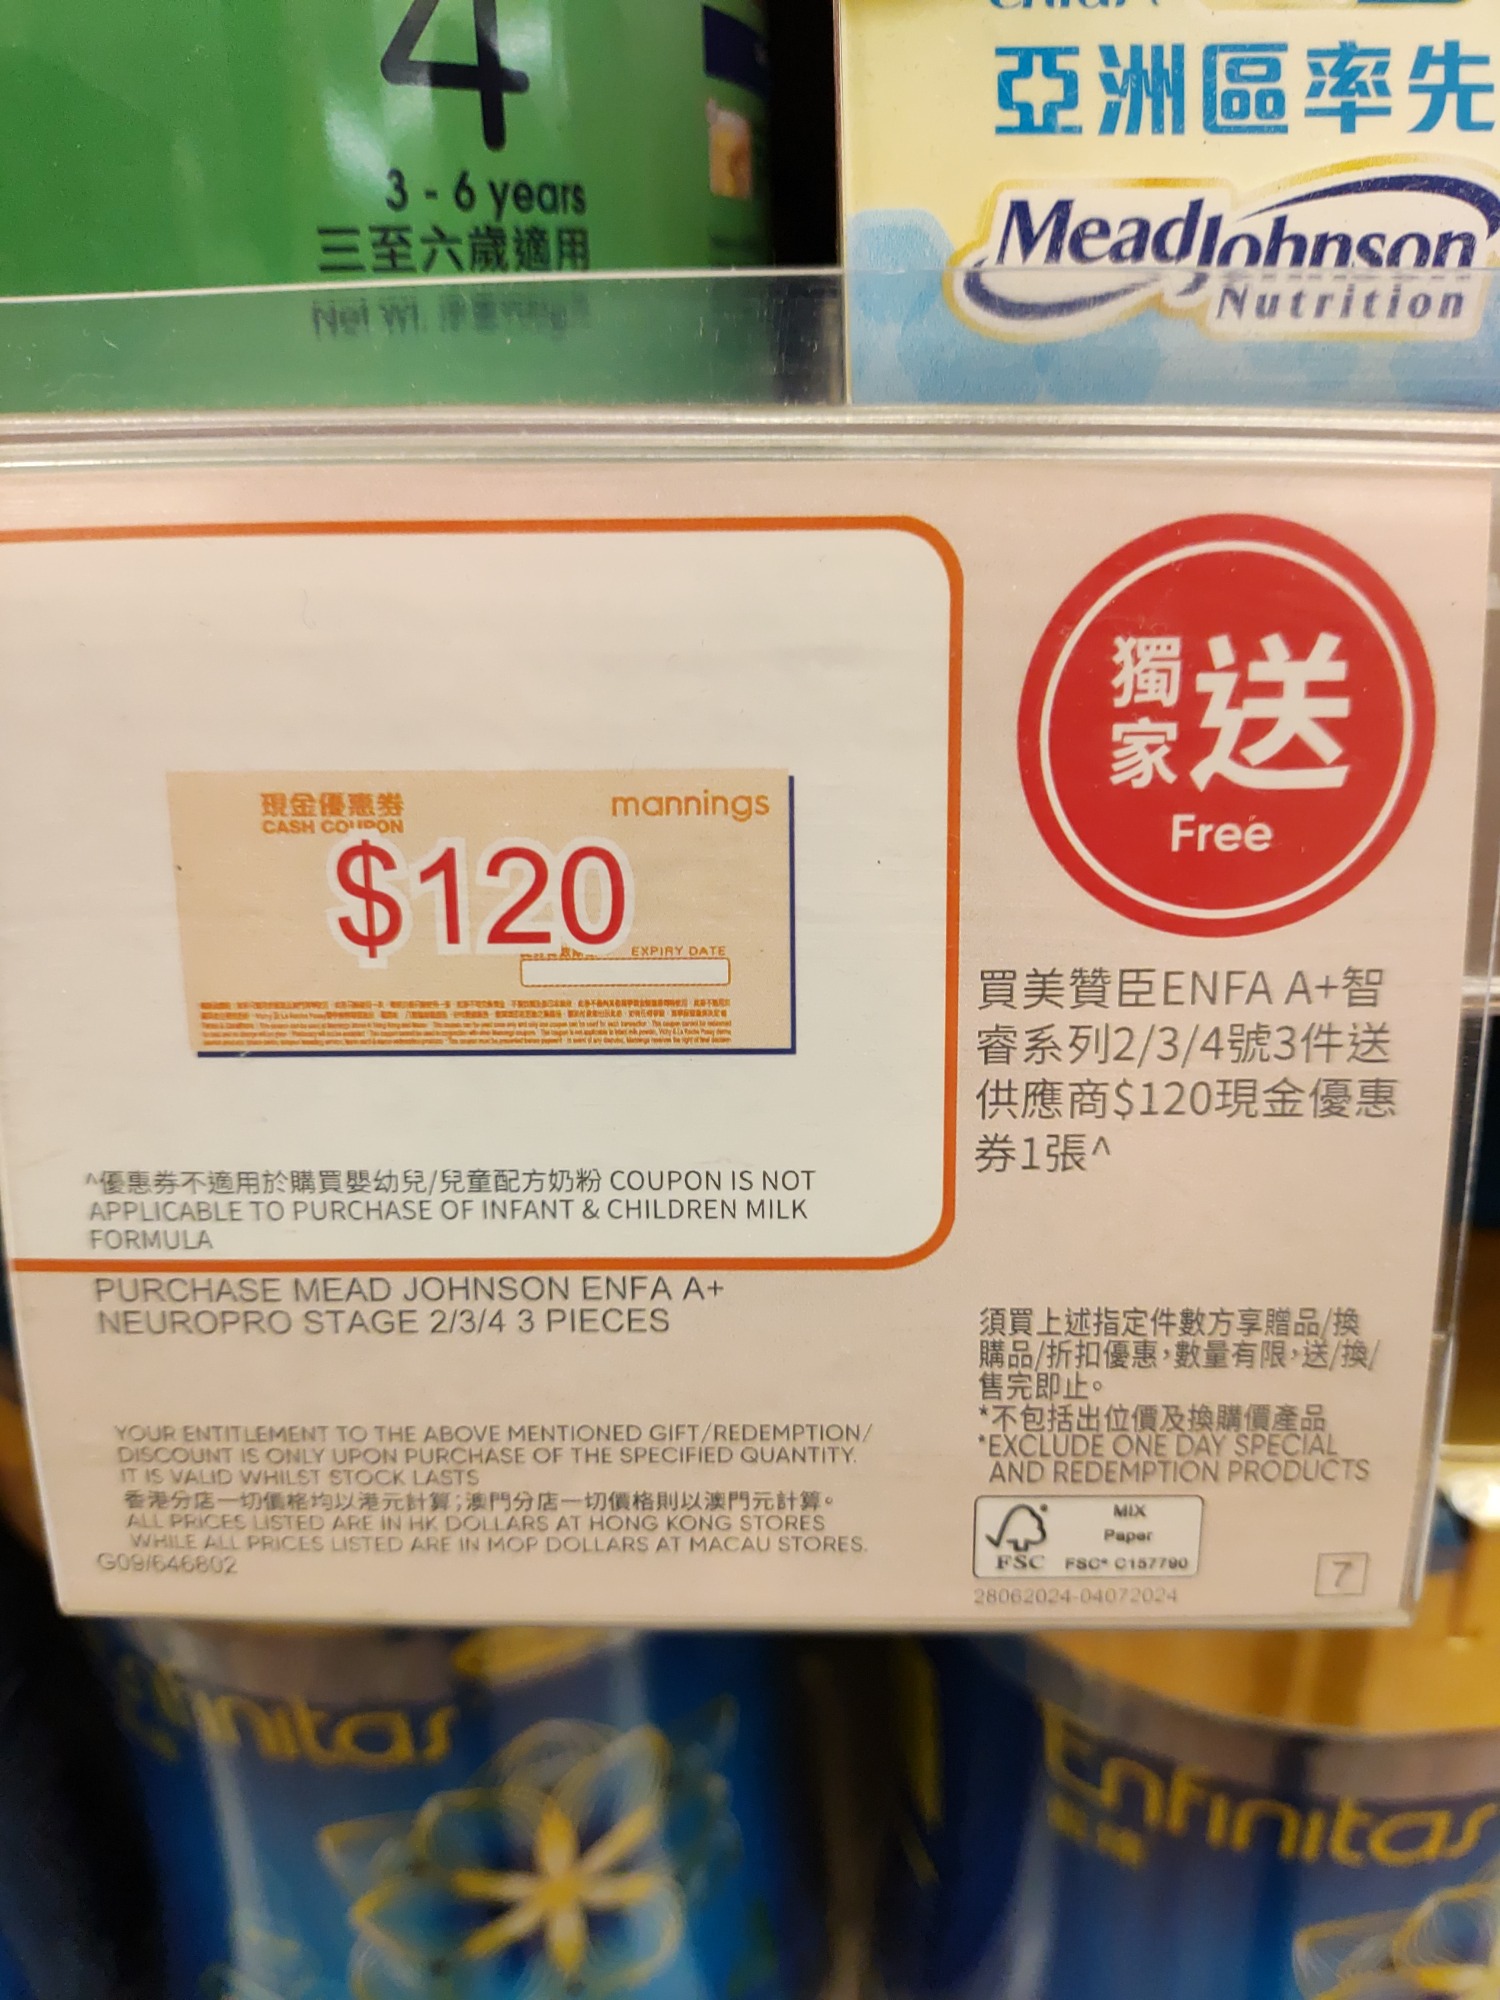 4
3 - 6 years
三至六歲適用
Net Wt.
亞洲區率先
MeadJohnson
Nutrition
現金優惠券
CASH COUPON
mannings
$120
EXPIRY DATE
^優惠券不適用於購買嬰幼兒/兒童配方奶粉 COUPON IS NOT
APPLICABLE TO PURCHASE OF INFANT & CHILDREN MILK
FORMULA
PURCHASE MEAD JOHNSON ENFA A+
NEUROPRO STAGE 2/3/4 3 PIECES
YOUR ENTITLEMENT TO THE ABOVE MENTIONED GIFT/REDEMPTION/
DISCOUNT IS ONLY UPON PURCHASE OF THE SPECIFIED QUANTITY.
IT IS VALID WHILST STOCK LASTS
香港分店一切價格均以港元計算;澳門分店一切價格則以澳門元計算。
ALL PRICES LISTED ARE IN HK DOLLARS AT HONG KONG STORES
WHILE ALL PRICES LISTED ARE IN MOP DOLLARS AT MACAU STORES.
G09/646802
獨家送
Free
買美贊臣ENFA A+智
睿系列2/3/4號3件送
供應商$120現金優惠
券1張^
須買上述指定件數方享贈品/換
購品/折扣優惠,數量有限,送/換/
售完即止。
*不包括出位價及換購價產品
*EXCLUDE ONE DAY SPECIAL
AND REDEMPTION PRODUCTS
FSC
MIX
Paper
FSC® C157790
28062024-04072024
7
Enfinitas
Enfinitas